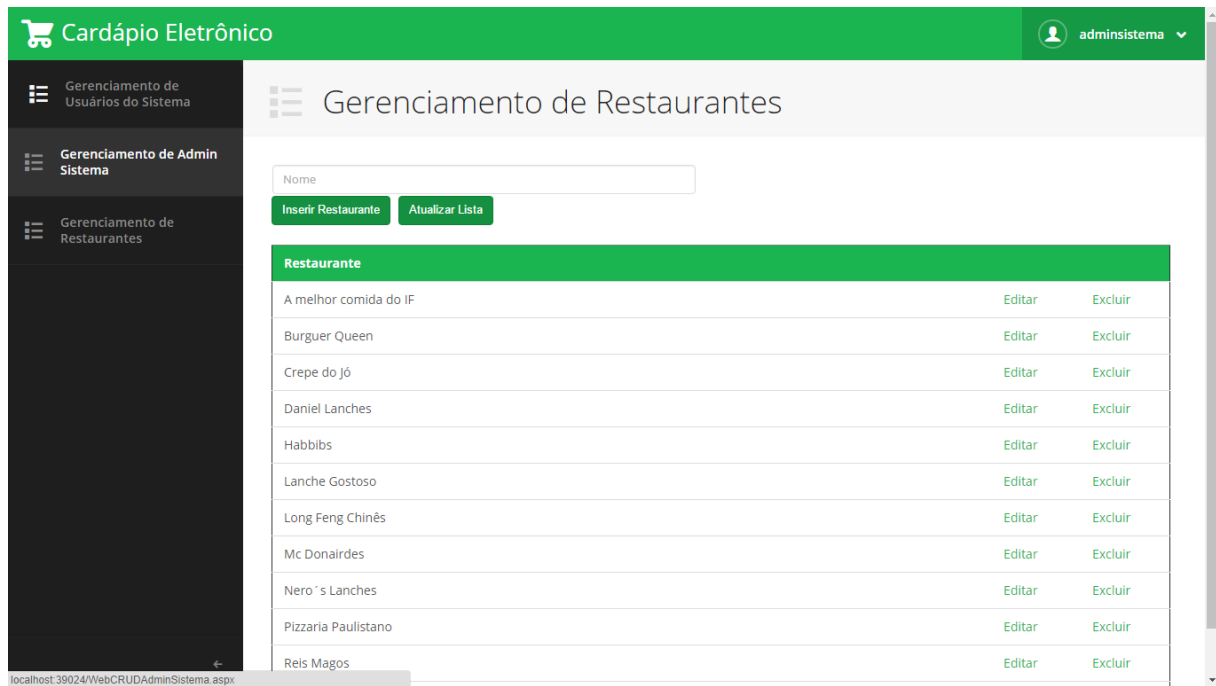 Cardápio Eletrônico
adminsistema
Gerenciamento de
Usuários do Sistema
Gerenciamento de Admin
Sistema
Gerenciamento de
Restaurantes
Gerenciamento de Restaurantes
Nome
Inserir Restaurante Atualizar Lista
Restaurante
A melhor comida do IF Editar Excluir
Burguer Queen Editar Excluir
Crepe do Jó Editar Excluir
Daniel Lanches Editar Excluir
Habbibs Editar Excluir
Lanche Gostoso Editar Excluir
Long Feng Chinês Editar Excluir
Mc Donairdes Editar Excluir
Nero´s Lanches Editar Excluir
Pizzaria Paulistano Editar Excluir
Reis Magos Editar Excluir
localhost:39024/WebCRUDAdminSistema.aspx